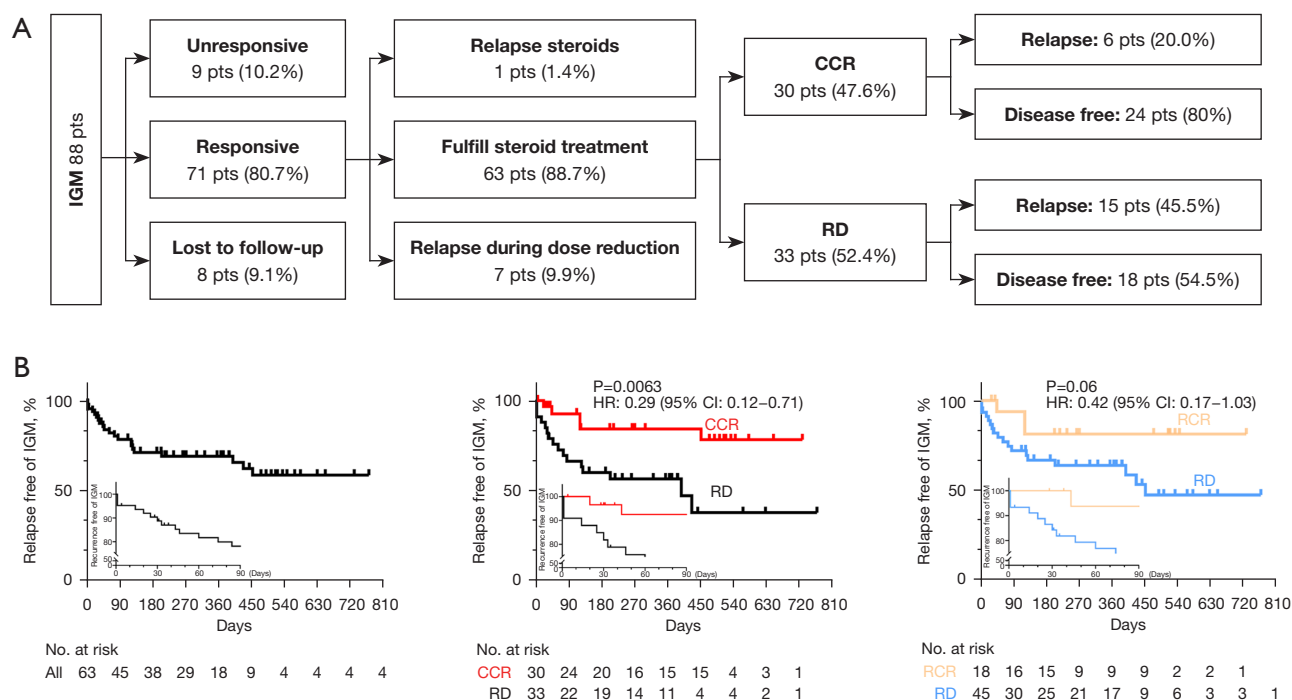 A
IGM 88 pts
Unresponsive
9 pts (10.2%)
Responsive
71 pts (80.7%)
Lost to follow-up
8 pts (9.1%)
Relapse steroids
1 pts (1.4%)
Fulfill steroid treatment
63 pts (88.7%)
Relapse during dose reduction
7 pts (9.9%)
CCR
30 pts (47.6%)
RD
33 pts (52.4%)
Relapse: 6 pts (20.0%)
Disease free: 24 pts (80%)
Relapse: 15 pts (45.5%)
Disease free: 18 pts (54.5%)
B
Relapse free of IGM, %
100
50
0
Recurrence free of IGM
100
90
80
50
0
0 30 60 90 (Days)
0 90 180 270 360 450 540 630 720 810
Days
No. at risk
All 63 45 38 29 18 9 4 4 4 4
P=0.0063
HR: 0.29 (95% CI: 0.12–0.71)
CCR
RD
Relapse free of IGM, %
100
50
0
Recurrence free of IGM
100
90
80
50
0
0 30 60 90 (Days)
0 90 180 270 360 450 540 630 720 810
Days
No. at risk
CCR 30 24 20 16 15 15 4 3 1
RD 33 22 19 14 11 4 4 2 1
P=0.06
HR: 0.42 (95% CI: 0.17–1.03)
RCR
RD
Relapse free of IGM, %
100
50
0
Recurrence free of IGM
100
90
80
50
0
0 30 60 90 (Days)
0 90 180 270 360 450 540 630 720 810
Days
No. at risk
RCR 18 16 15 9 9 9 2 2 1
RD 45 30 25 21 17 9 6 3 3 1